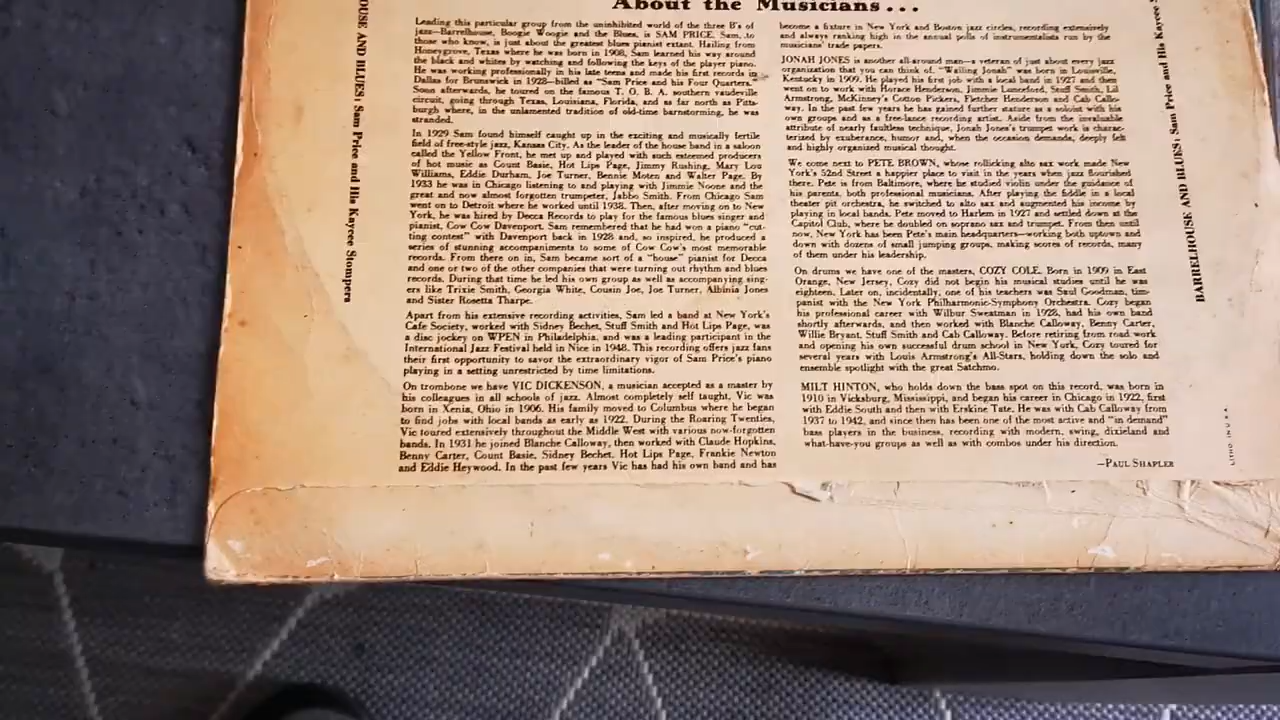 About the Musicians...
Leading this particular group from the uninhibited world of the three B's of
jazz—Barrelhouse, Boogie Woogie and the Blues, is SAM PRICE. Sam, to
those who know, is just about the greatest blues pianist extant. Hailing from
Honeygrove, Texas where he was born in 1908, Sam learned his way around
the black and whites by watching and following the keys of the player piano.
He was working professionally in his late teens and made his first records in
Dallas for Brunswick in 1928—billed as "Sam Price and his Four Quarters."
Soon afterwards, he toured on the famous T. O. B. A. southern vaudeville
circuit, going through Texas, Louisiana, Florida, and as far north as Pitts-
burgh where, in the unlamented tradition of old-time barnstorming, he was
stranded.
In 1929 Sam found himself caught up in the exciting and musically fertile
field of free-style jazz, Kansas City. As the leader of the house band in a saloon
called the Yellow Front, he met up and played with such esteemed producers
of hot music as Count Basie, Hot Lips Page, Jimmy Rushing, Mary Lou
Williams, Eddie Durham, Joe Turner, Bennie Moten and Walter Page. By
1933 he was in Chicago listening to and playing with Jimmie Noone and the
great and now almost forgotten trumpeter, Jabbo Smith. From Chicago Sam
went on to Detroit where he worked until 1938. Then, after moving on to New
York, he was hired by Decca Records to play for the famous blues singer and
pianist, Cow Cow Davenport. Sam remembered that he had won a piano "cut-
ting contest" with Davenport back in 1928 and, so inspired, he produced a
series of stunning accompaniments to some of Cow Cow's most memorable
records. From there on in, Sam became sort of a "house" pianist for Decca
and one or two of the other companies that were turning out rhythm and blues
records. During that time he led his own group as well as accompanying sing-
ers like Trixie Smith, Georgia White, Cousin Joe, Joe Turner, Albinia Jones
and Sister Rosetta Tharpe.
Apart from his extensive recording activities, Sam led a band at New York's
Cafe Society, worked with Sidney Bechet, Stuff Smith and Hot Lips Page, was
a disc jockey on WPEN in Philadelphia, and was a leading participant in the
International Jazz Festival held in Nice in 1948. This recording offers jazz fans
their first opportunity to savor the extraordinary vigor of Sam Price's piano
playing in a setting unrestricted by time limitations.
On trombone we have VIC DICKENSON, a musician accepted as a master by
his colleagues in all schools of jazz. Almost completely self taught, Vic was
born in Xenia, Ohio in 1906. His family moved to Columbus where he began
to find jobs with local bands as early as 1922. During the Roaring Twenties,
Vic toured extensively throughout the Middle West with various now-forgotten
bands. In 1931 he joined Blanche Calloway, then worked with Claude Hopkins,
Benny Carter, Count Basie, Sidney Bechet, Hot Lips Page, Frankie Newton
and Eddie Heywood. In the past few years Vic has had his own band and has
become a fixture in New York and Boston jazz circles, recording extensively
and always ranking high in the annual polls of instrumentalists run by the
musicians' trade papers.
JONAH JONES is another all-around man—a veteran of just about every jazz
organization that you can think of. "Wailing Jonah" was born in Louisville,
Kentucky in 1909. He played his first job with a local band in 1927 and then
went on to work with Horace Henderson, Jimmie Lunceford, Stuff Smith, Lil
Armstrong, McKinney's Cotton Pickers, Fletcher Henderson and Cab Callo-
way. In the past few years he has gained further stature as a soloist with his
own groups and as a free-lance recording artist. Aside from the invaluable
attribute of nearly faultless technique, Jonah Jones's trumpet work is charac-
terized by exuberance, humor and, when the occasion demands, deeply felt
and highly organized musical thought.
We come next to PETE BROWN, whose rollicking alto sax work made New
York's 52nd Street a happier place to visit in the years when jazz flourished
there. Pete is from Baltimore, where he studied violin under the guidance of
his parents, both professional musicians. After playing the fiddle in a local
theater pit orchestra, he switched to alto sax and augmented his income by
playing in local bands. Pete moved to Harlem in 1927 and settled down at the
Capitol Club, where he doubled on soprano sax and trumpet. From then until
now, New York has been Pete's main headquarters—working both uptown and
down with dozens of small jumping groups, making scores of records, many
of them under his leadership.
On drums we have one of the masters, COZY COLE. Born in 1909 in East
Orange, New Jersey, Cozy did not begin his musical studies until he was
eighteen. Later on, incidentally, one of his teachers was Saul Goodman, tim-
panist with the New York Philharmonic-Symphony Orchestra. Cozy began
his professional career with Wilbur Sweatman in 1928, had his own band
shortly afterwards, and then worked with Blanche Calloway, Benny Carter,
Willie Bryant, Stuff Smith and Cab Calloway. Before retiring from road work
and opening his own successful drum school in New York, Cozy toured for
several years with Louis Armstrong's All-Stars, holding down the solo and
ensemble spotlight with the great Satchmo.
MILT HINTON, who holds down the bass spot on this record, was born in
1910 in Vicksburg, Mississippi, and began his career in Chicago in 1922, first
with Eddie South and then with Erskine Tate. He was with Cab Calloway from
1937 to 1942, and since then has been one of the most active and "in demand"
bass players in the business, recording with modern, swing, dixieland and
what-have-you groups as well as with combos under his direction.
—PAUL SHAPLER
OUSE AND BLUES: Sam Price and His Kaycee Stompers
BARRELHOUSE AND BLUES: Sam Price and His Kaycee S
LITHO IN U.S.A.